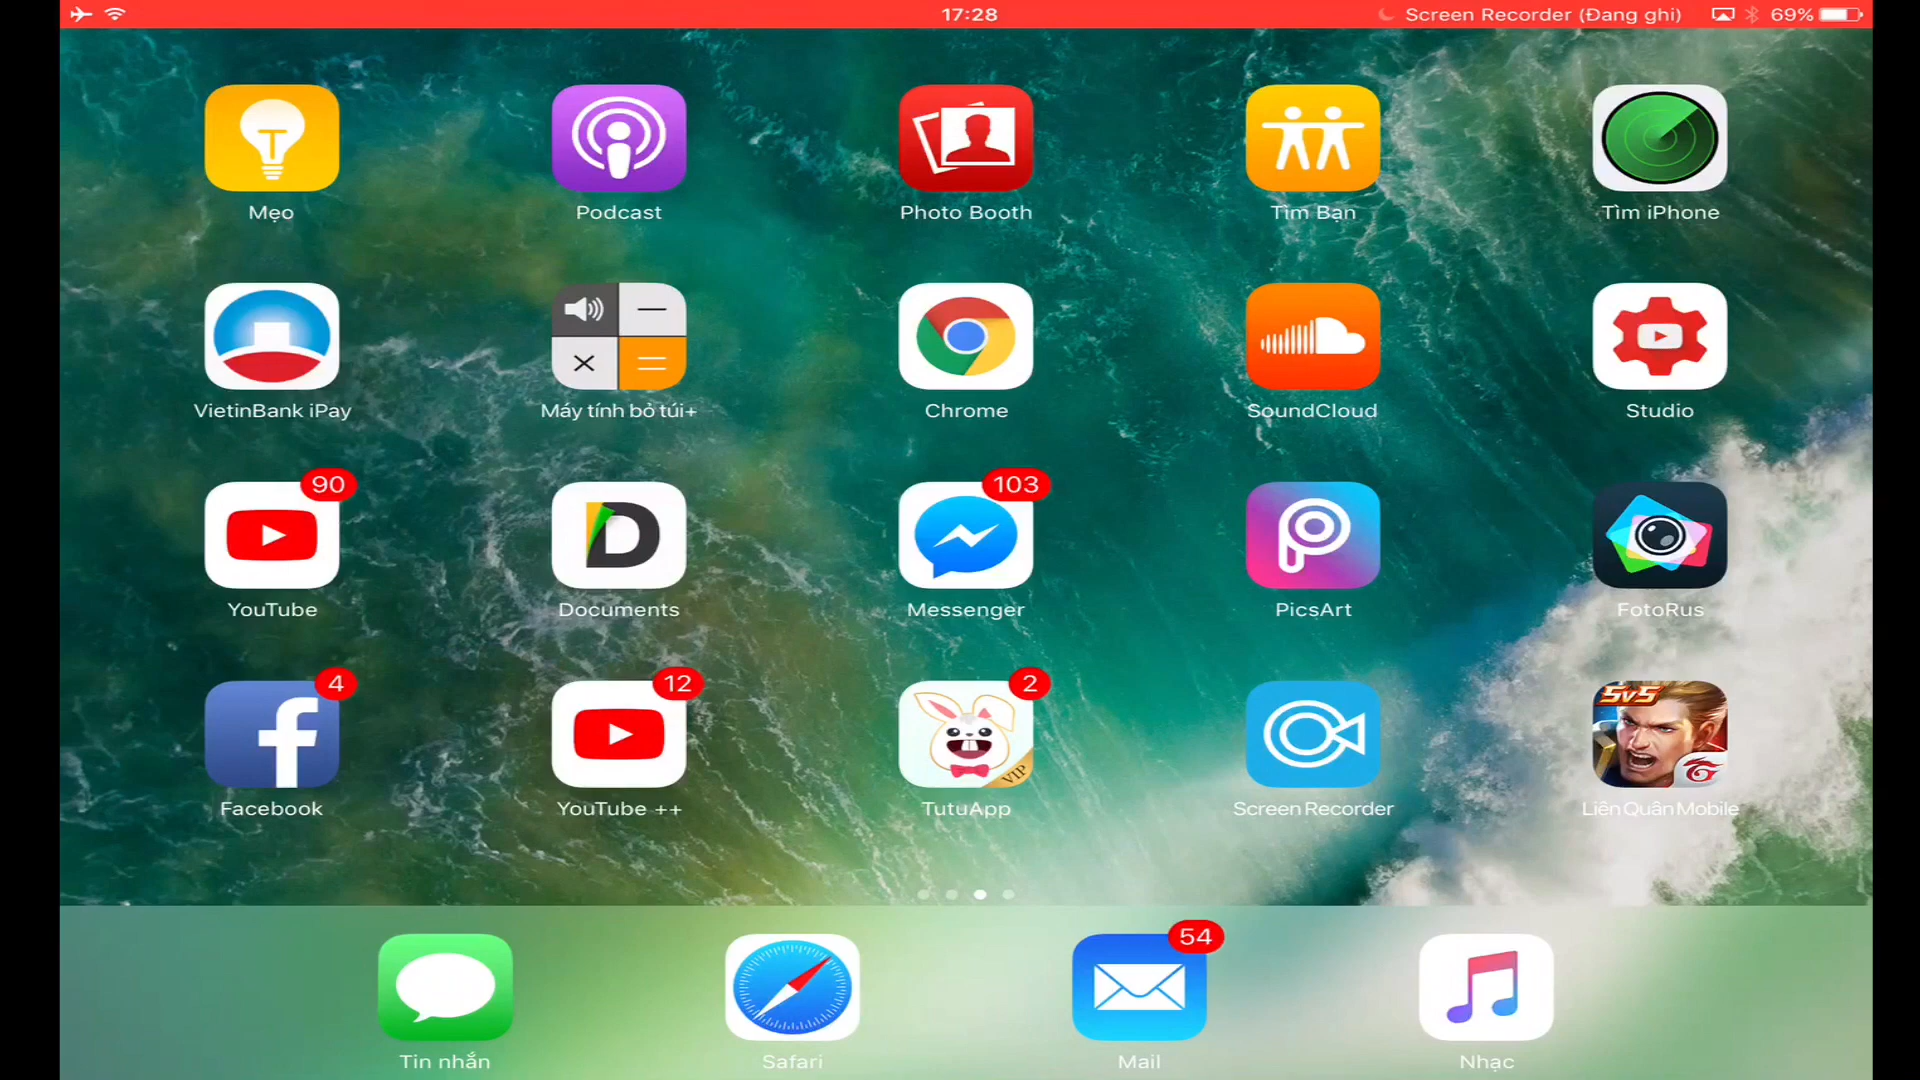 17:28 Screen Recorder (Đang ghi) 69%
Mẹo Podcast Photo Booth Tìm Bạn Tìm iPhone
VietinBank iPay Máy tính bỏ túi+ Chrome SoundCloud Studio
90 103
YouTube Documents Messenger PicsArt FotoRus
4 12 2 5v5
VIP
Facebook YouTube ++ TutuApp Screen Recorder Liên Quân Mobile
54
Tin nhắn Safari Mail Nhạc